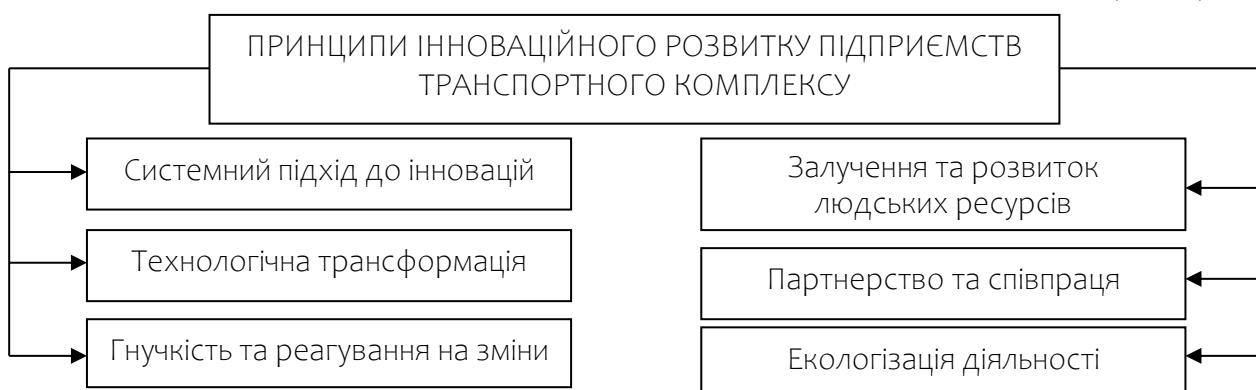 ПРИНЦИПИ ІННОВАЦІЙНОГО РОЗВИТКУ ПІДПРИЄМСТВ
ТРАНСПОРТНОГО КОМПЛЕКСУ
Системний підхід до інновацій
Технологічна трансформація
Гнучкість та реагування на зміни
Залучення та розвиток
людських ресурсів
Партнерство та співпраця
Екологізація діяльності